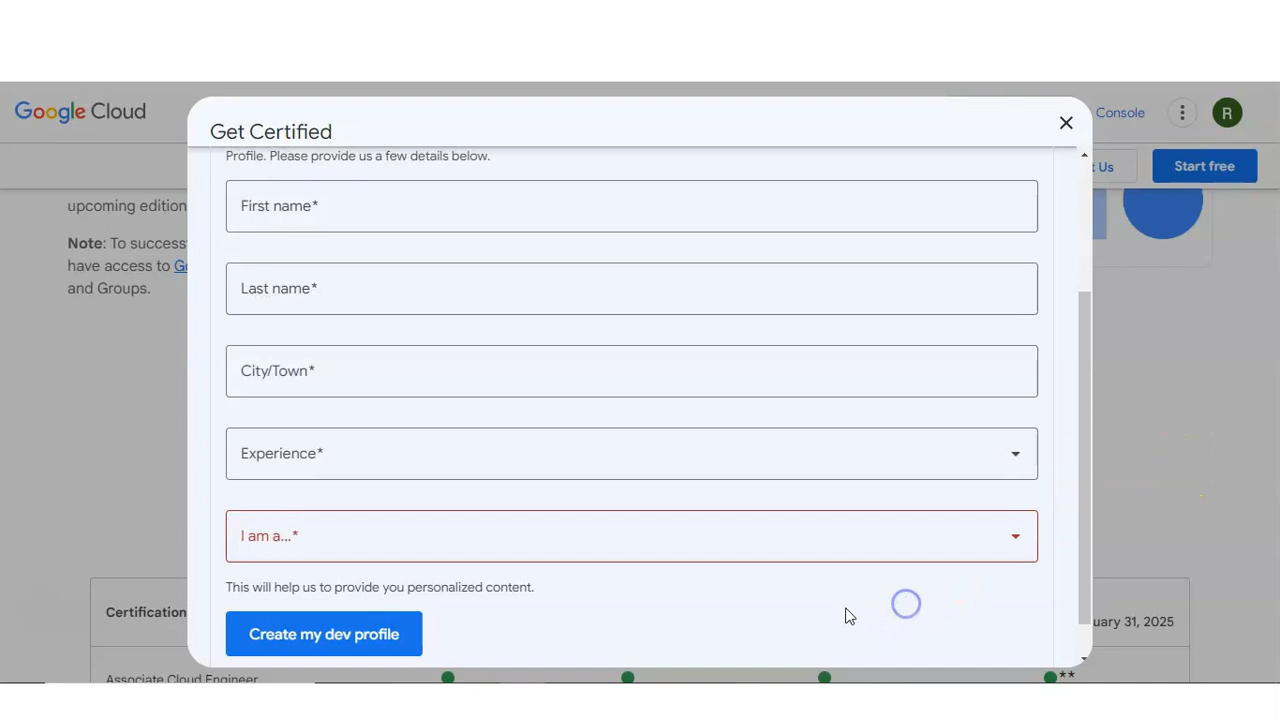 Google Cloud
Get Certified
Console
R
t Us
Start free
Profile. Please provide us a few details below.
upcoming edition
Note: To success
have access to Go
and Groups.
First name*
Last name*
City/Town*
Experience*
I am a...*
This will help us to provide you personalized content.
Create my dev profile
Certification
uary 31, 2025
Associate Cloud Engineer
**